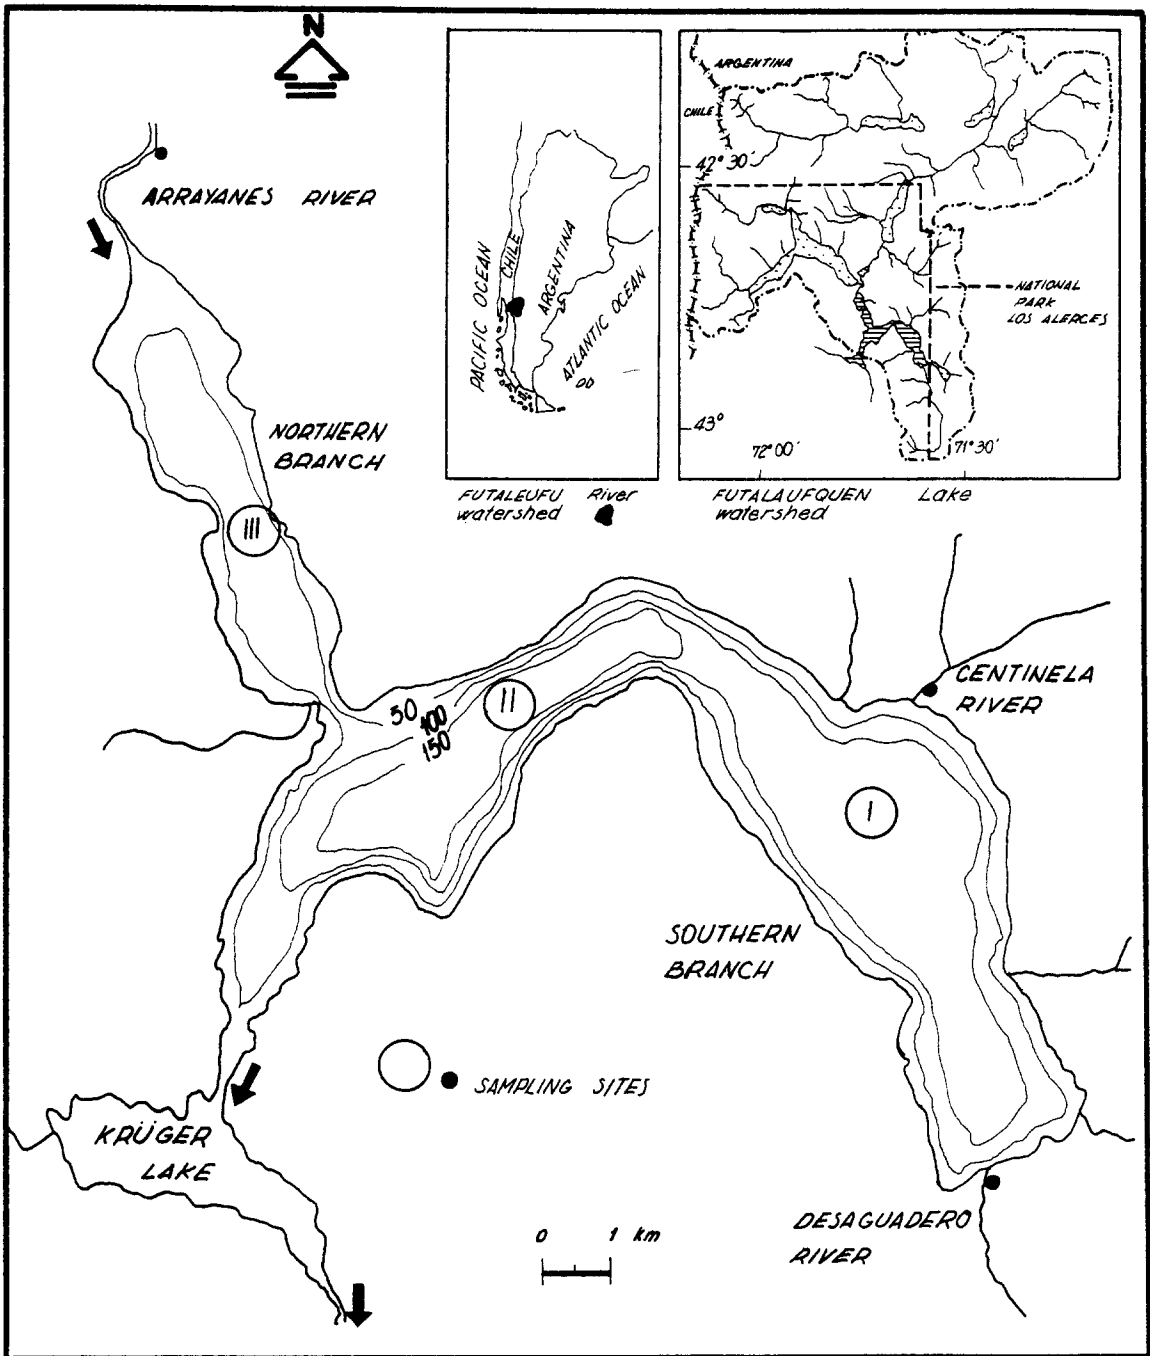 N
ARRAYANES RIVER
NORTHERN
BRANCH
III
PACIFIC OCEAN
CHILE
ARGENTINA
ATLANTIC OCEAN
FUTALEUFU River
watershed
ARGENTINA
CHILE
42° 30'
NATIONAL
PARK
LOS ALERCES
43°
72° 00'
71° 30'
FUTALAUFQUEN Lake
watershed
50
100
150
II
CENTINELA
RIVER
I
SOUTHERN
BRANCH
SAMPLING SITES
KRÜGER
LAKE
DESAGUADERO
RIVER
0 1 km